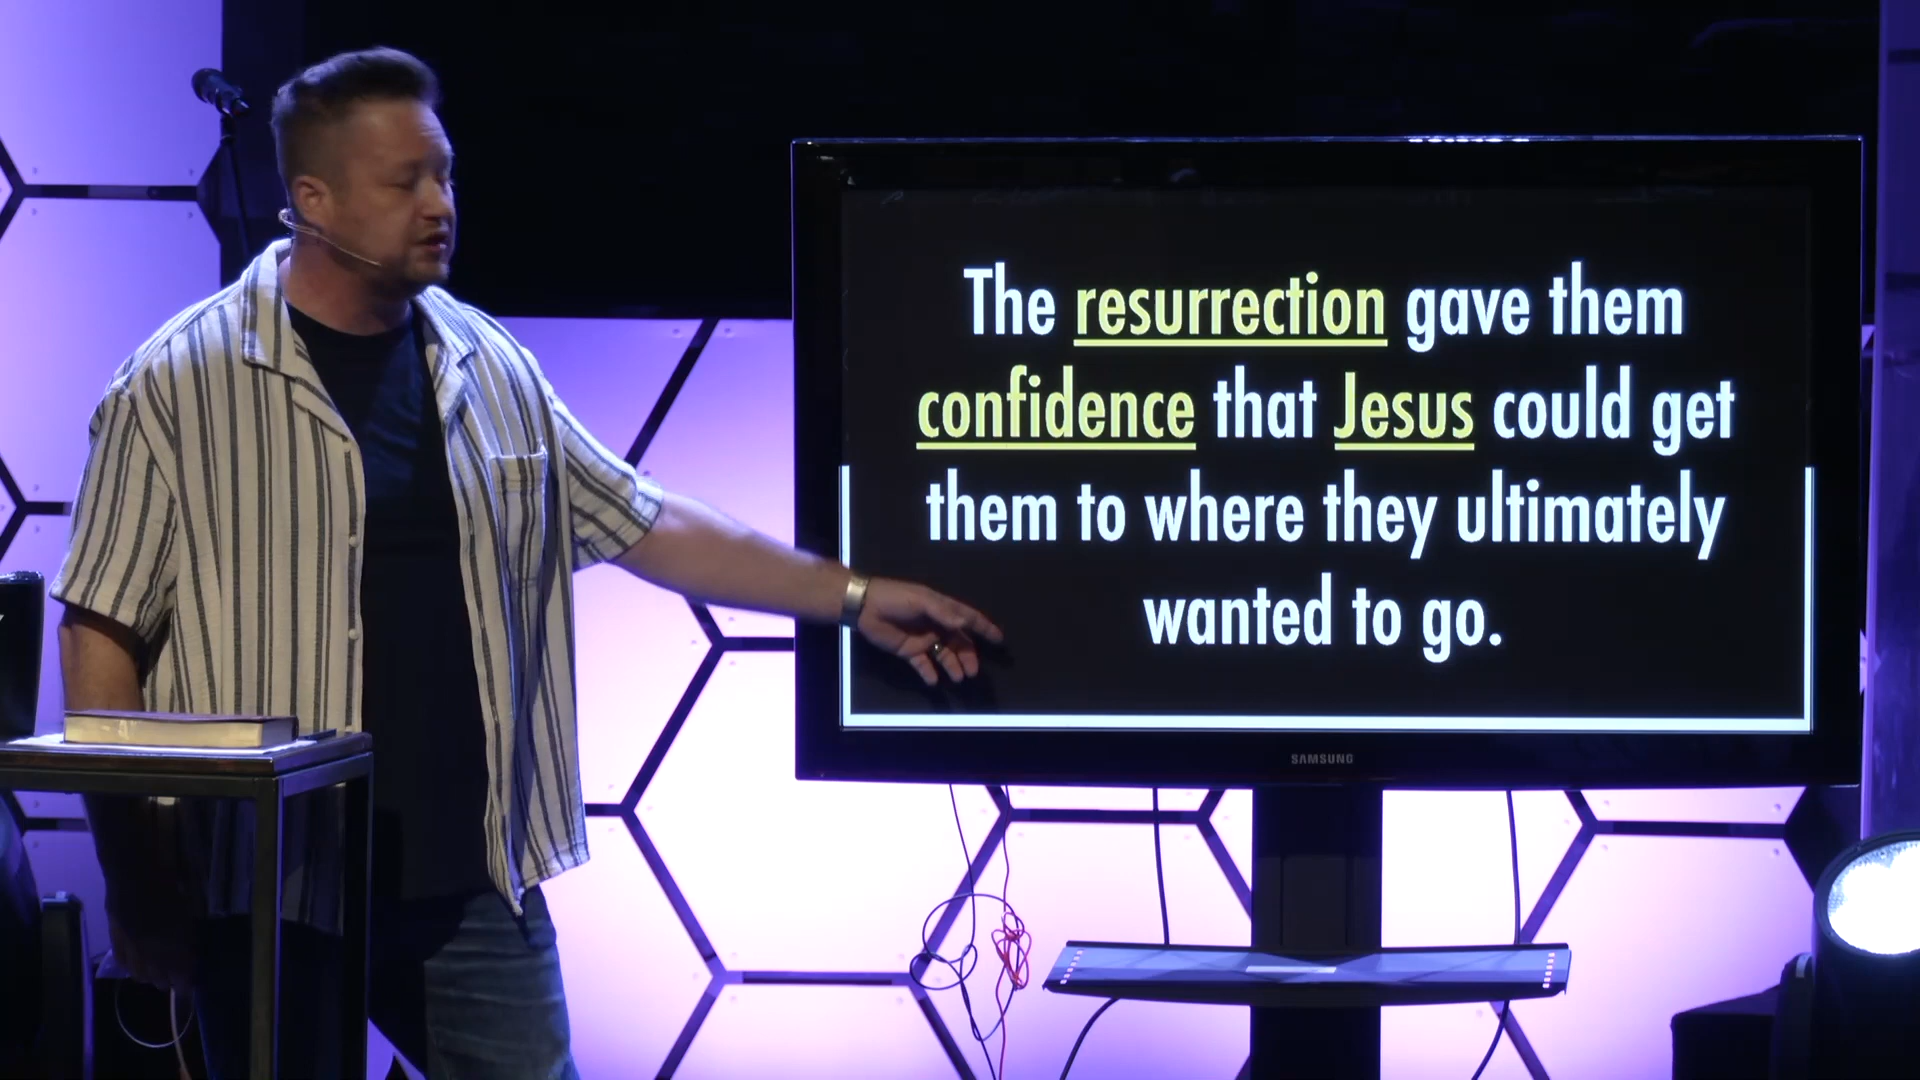 The resurrection gave them
confidence that Jesus could get
them to where they ultimately
wanted to go.
SAMSUNG